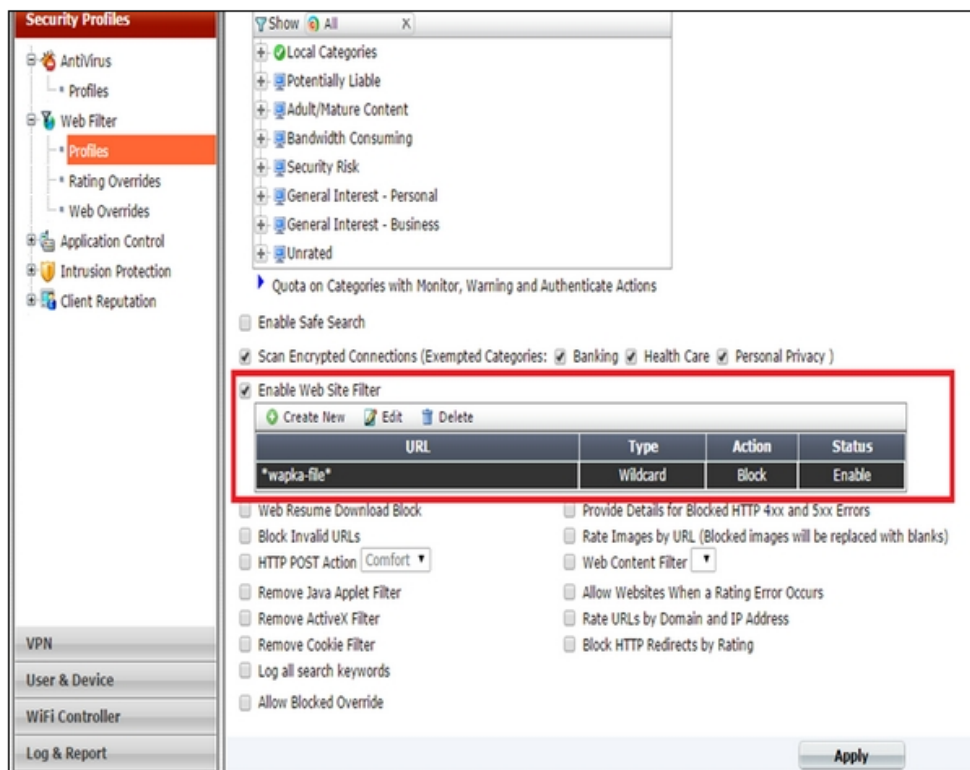 Security Profiles
AntiVirus
Profiles
Web Filter
Profiles
Rating Overrides
Web Overrides
Application Control
Intrusion Protection
Client Reputation
VPN
User & Device
WiFi Controller
Log & Report
Show All X
Local Categories
Potentially Liable
Adult/Mature Content
Bandwidth Consuming
Security Risk
General Interest - Personal
General Interest - Business
Unrated
Quota on Categories with Monitor, Warning and Authenticate Actions
Enable Safe Search
Scan Encrypted Connections (Exempted Categories: Banking Health Care Personal Privacy )
Enable Web Site Filter
Create New Edit Delete
URL Type Action Status
*wapka-file* Wildcard Block Enable
Web Resume Download Block Provide Details for Blocked HTTP 4xx and 5xx Errors
Block Invalid URLs Rate Images by URL (Blocked images will be replaced with blanks)
HTTP POST Action Comfort Web Content Filter
Remove Java Applet Filter Allow Websites When a Rating Error Occurs
Remove ActiveX Filter Rate URLs by Domain and IP Address
Remove Cookie Filter Block HTTP Redirects by Rating
Log all search keywords
Allow Blocked Override
Apply